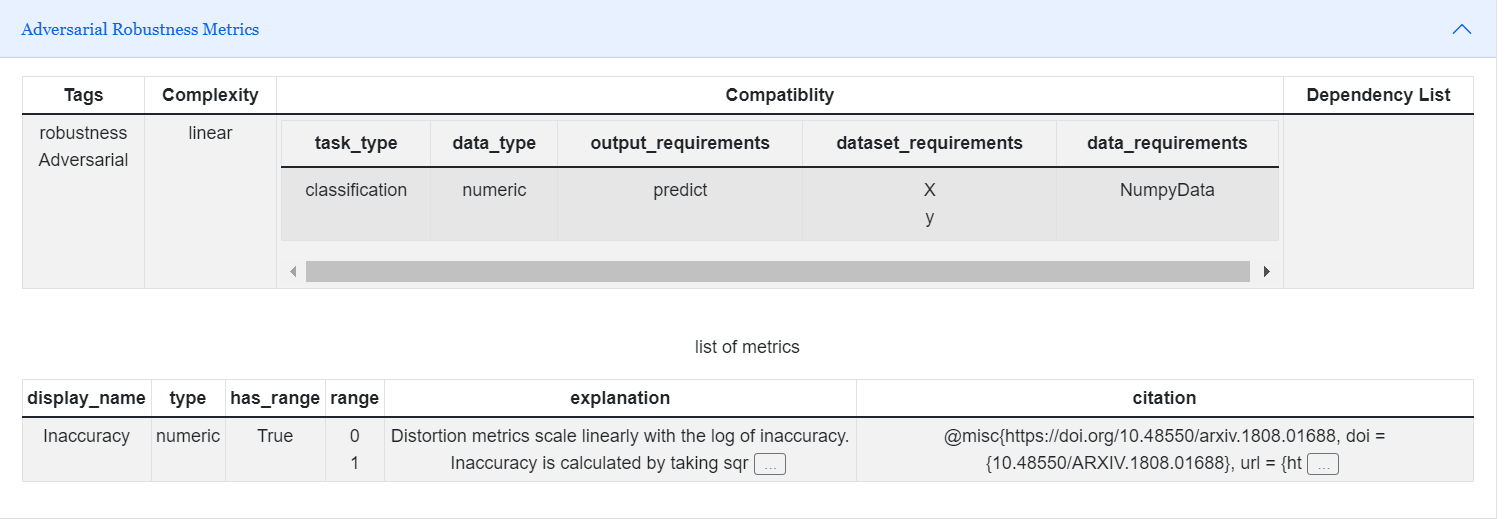 Adversarial Robustness Metrics
Tags Complexity Compatiblity Dependency List
robustness linear
Adversarial
task_type data_type output_requirements dataset_requirements data_requirements
classification numeric predict X NumpyData
y
list of metrics
display_name type has_range range explanation citation
Inaccuracy numeric True 0 Distortion metrics scale linearly with the log of inaccuracy. @misc{https://doi.org/10.48550/arxiv.1808.01688, doi =
1 Inaccuracy is calculated by taking sqr ... {10.48550/ARXIV.1808.01688}, url = {ht ...